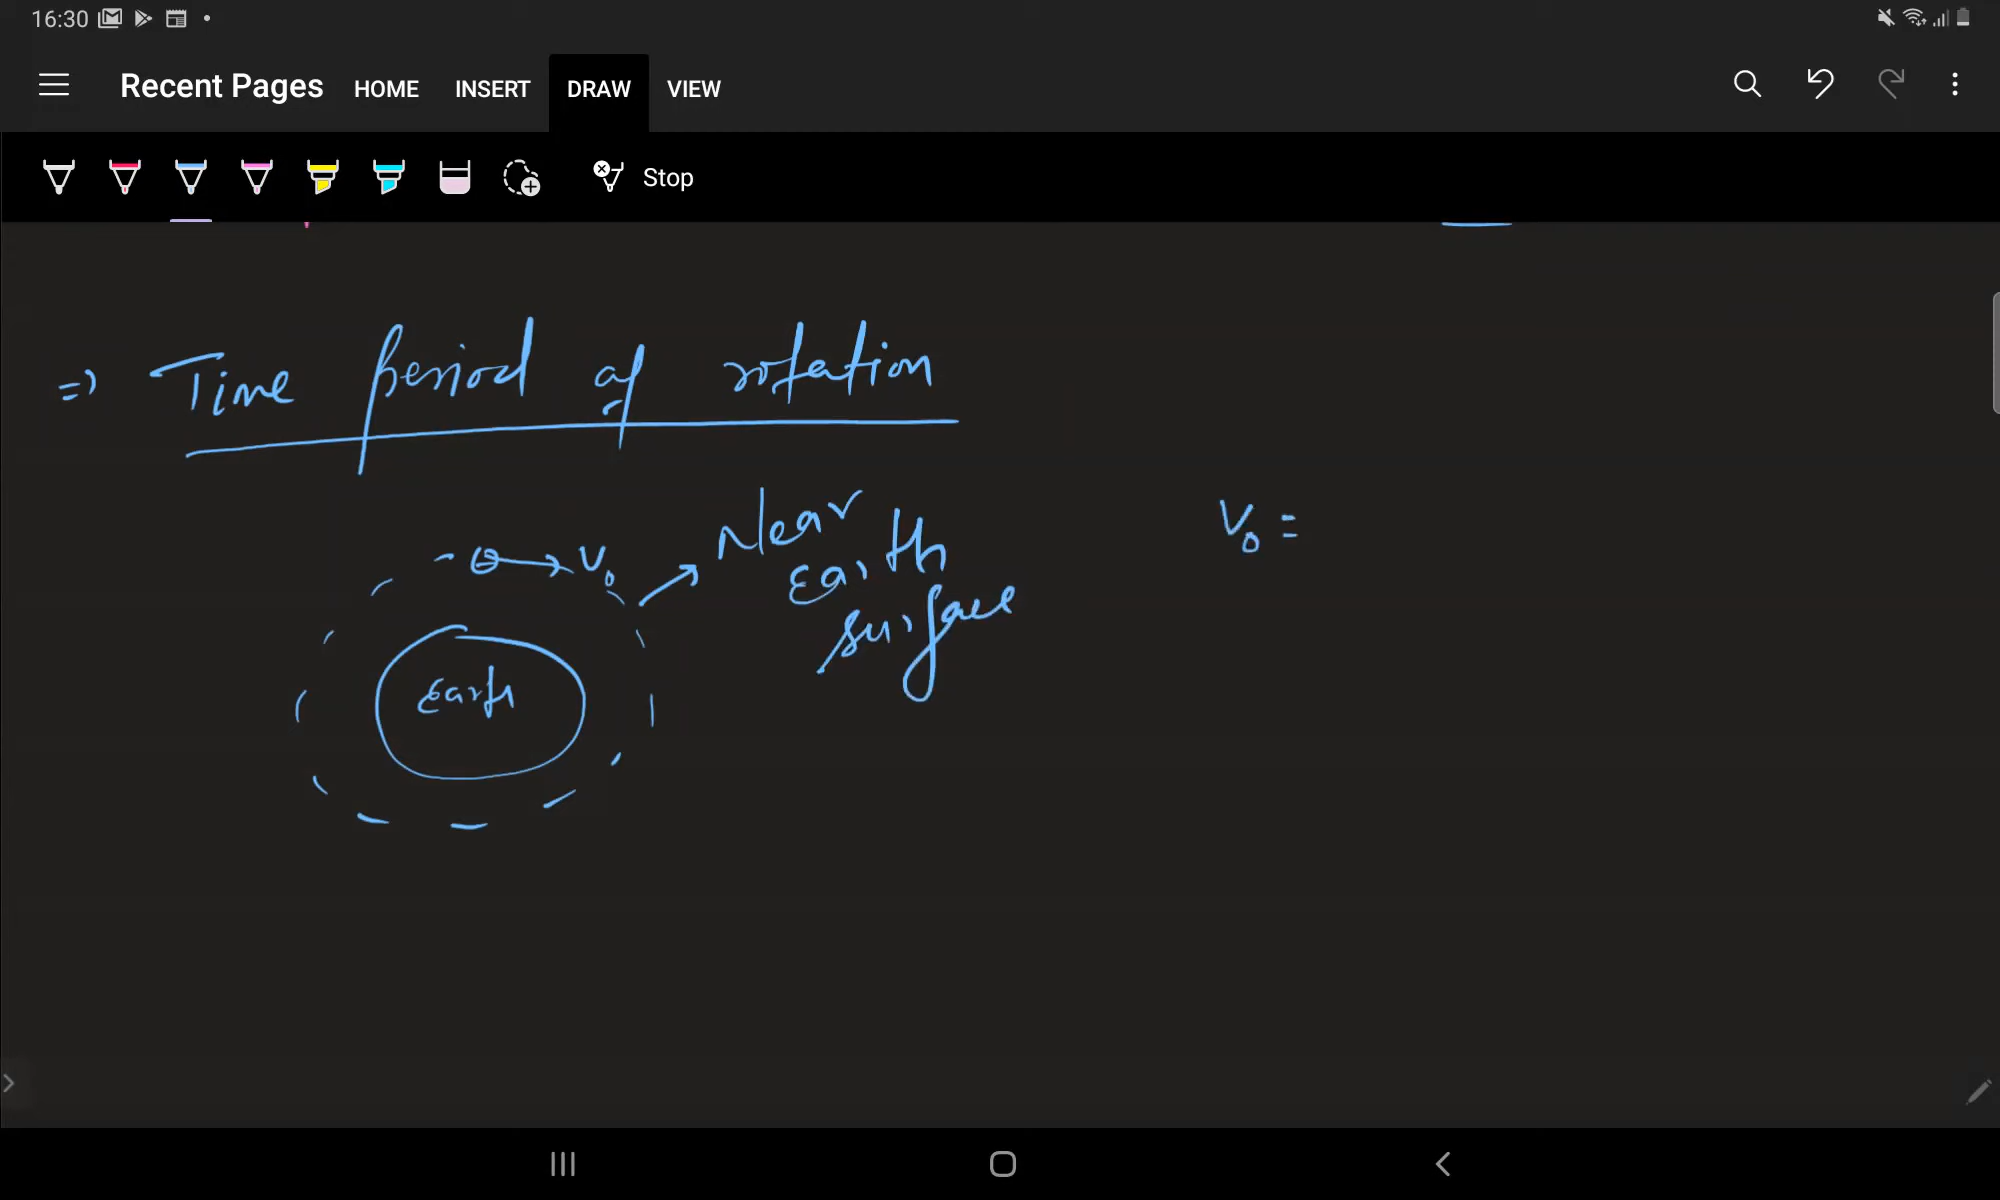 16:30
Recent Pages HOME INSERT DRAW VIEW
Stop
=> Time period of rotation
Near
Earth
surface
V₀
Earth
V₀ =